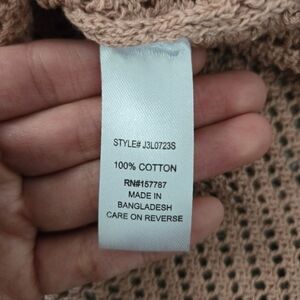 STYLE# J3L0723S
100% COTTON
RN#157787
MADE IN
BANGLADESH
CARE ON REVERSE